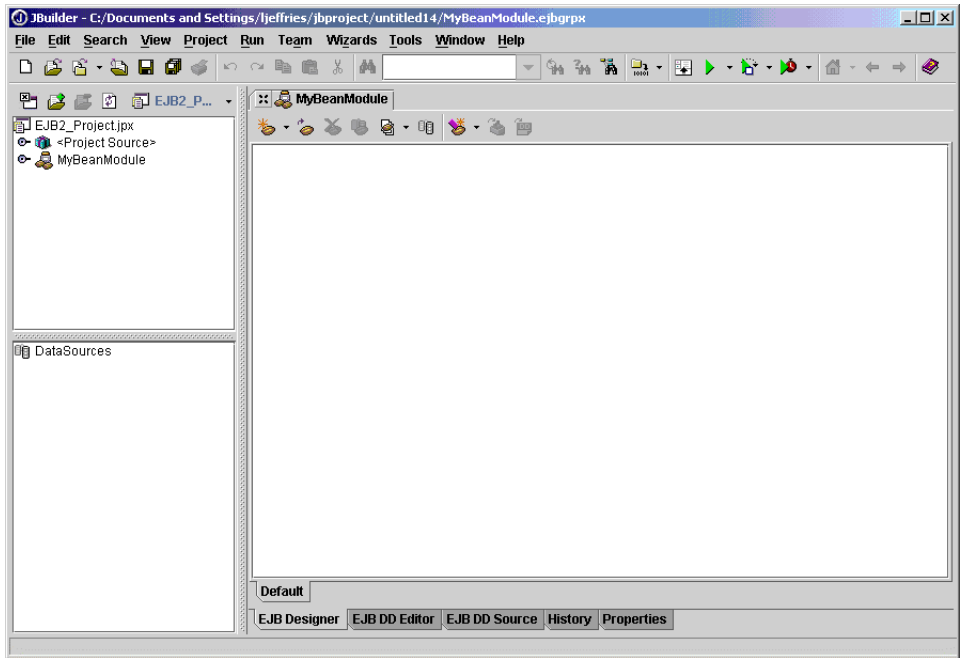 JBuilder - C:/Documents and Settings/ljeffries/jbproject/untitled14/MyBeanModule.ejbgrpx
File Edit Search View Project Run Team Wizards Tools Window Help
EJB2_P...
MyBeanModule
EJB2_Project.jpx
<Project Source>
MyBeanModule
DataSources
Default
EJB Designer EJB DD Editor EJB DD Source History Properties